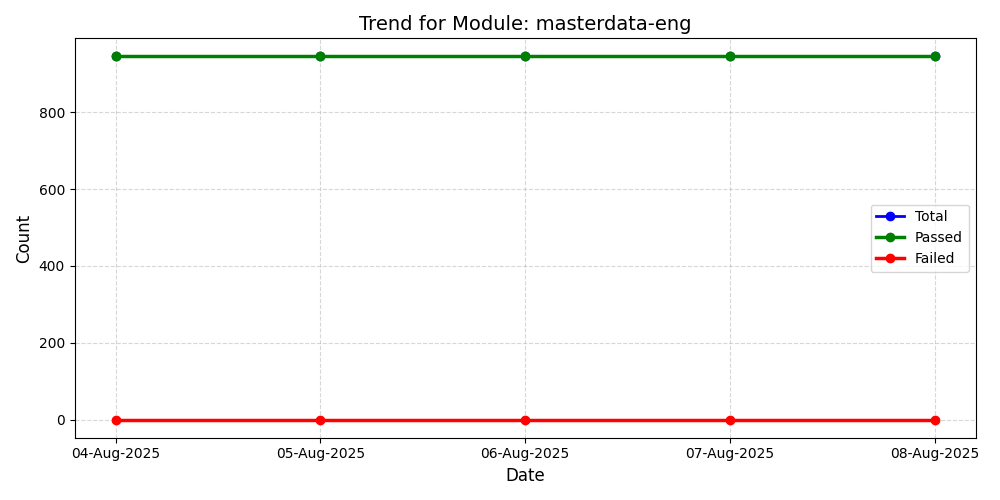 Trend for Module: masterdata-eng
Count
800
600
400
200
0
Total
Passed
Failed
04-Aug-2025 05-Aug-2025 06-Aug-2025 07-Aug-2025 08-Aug-2025
Date